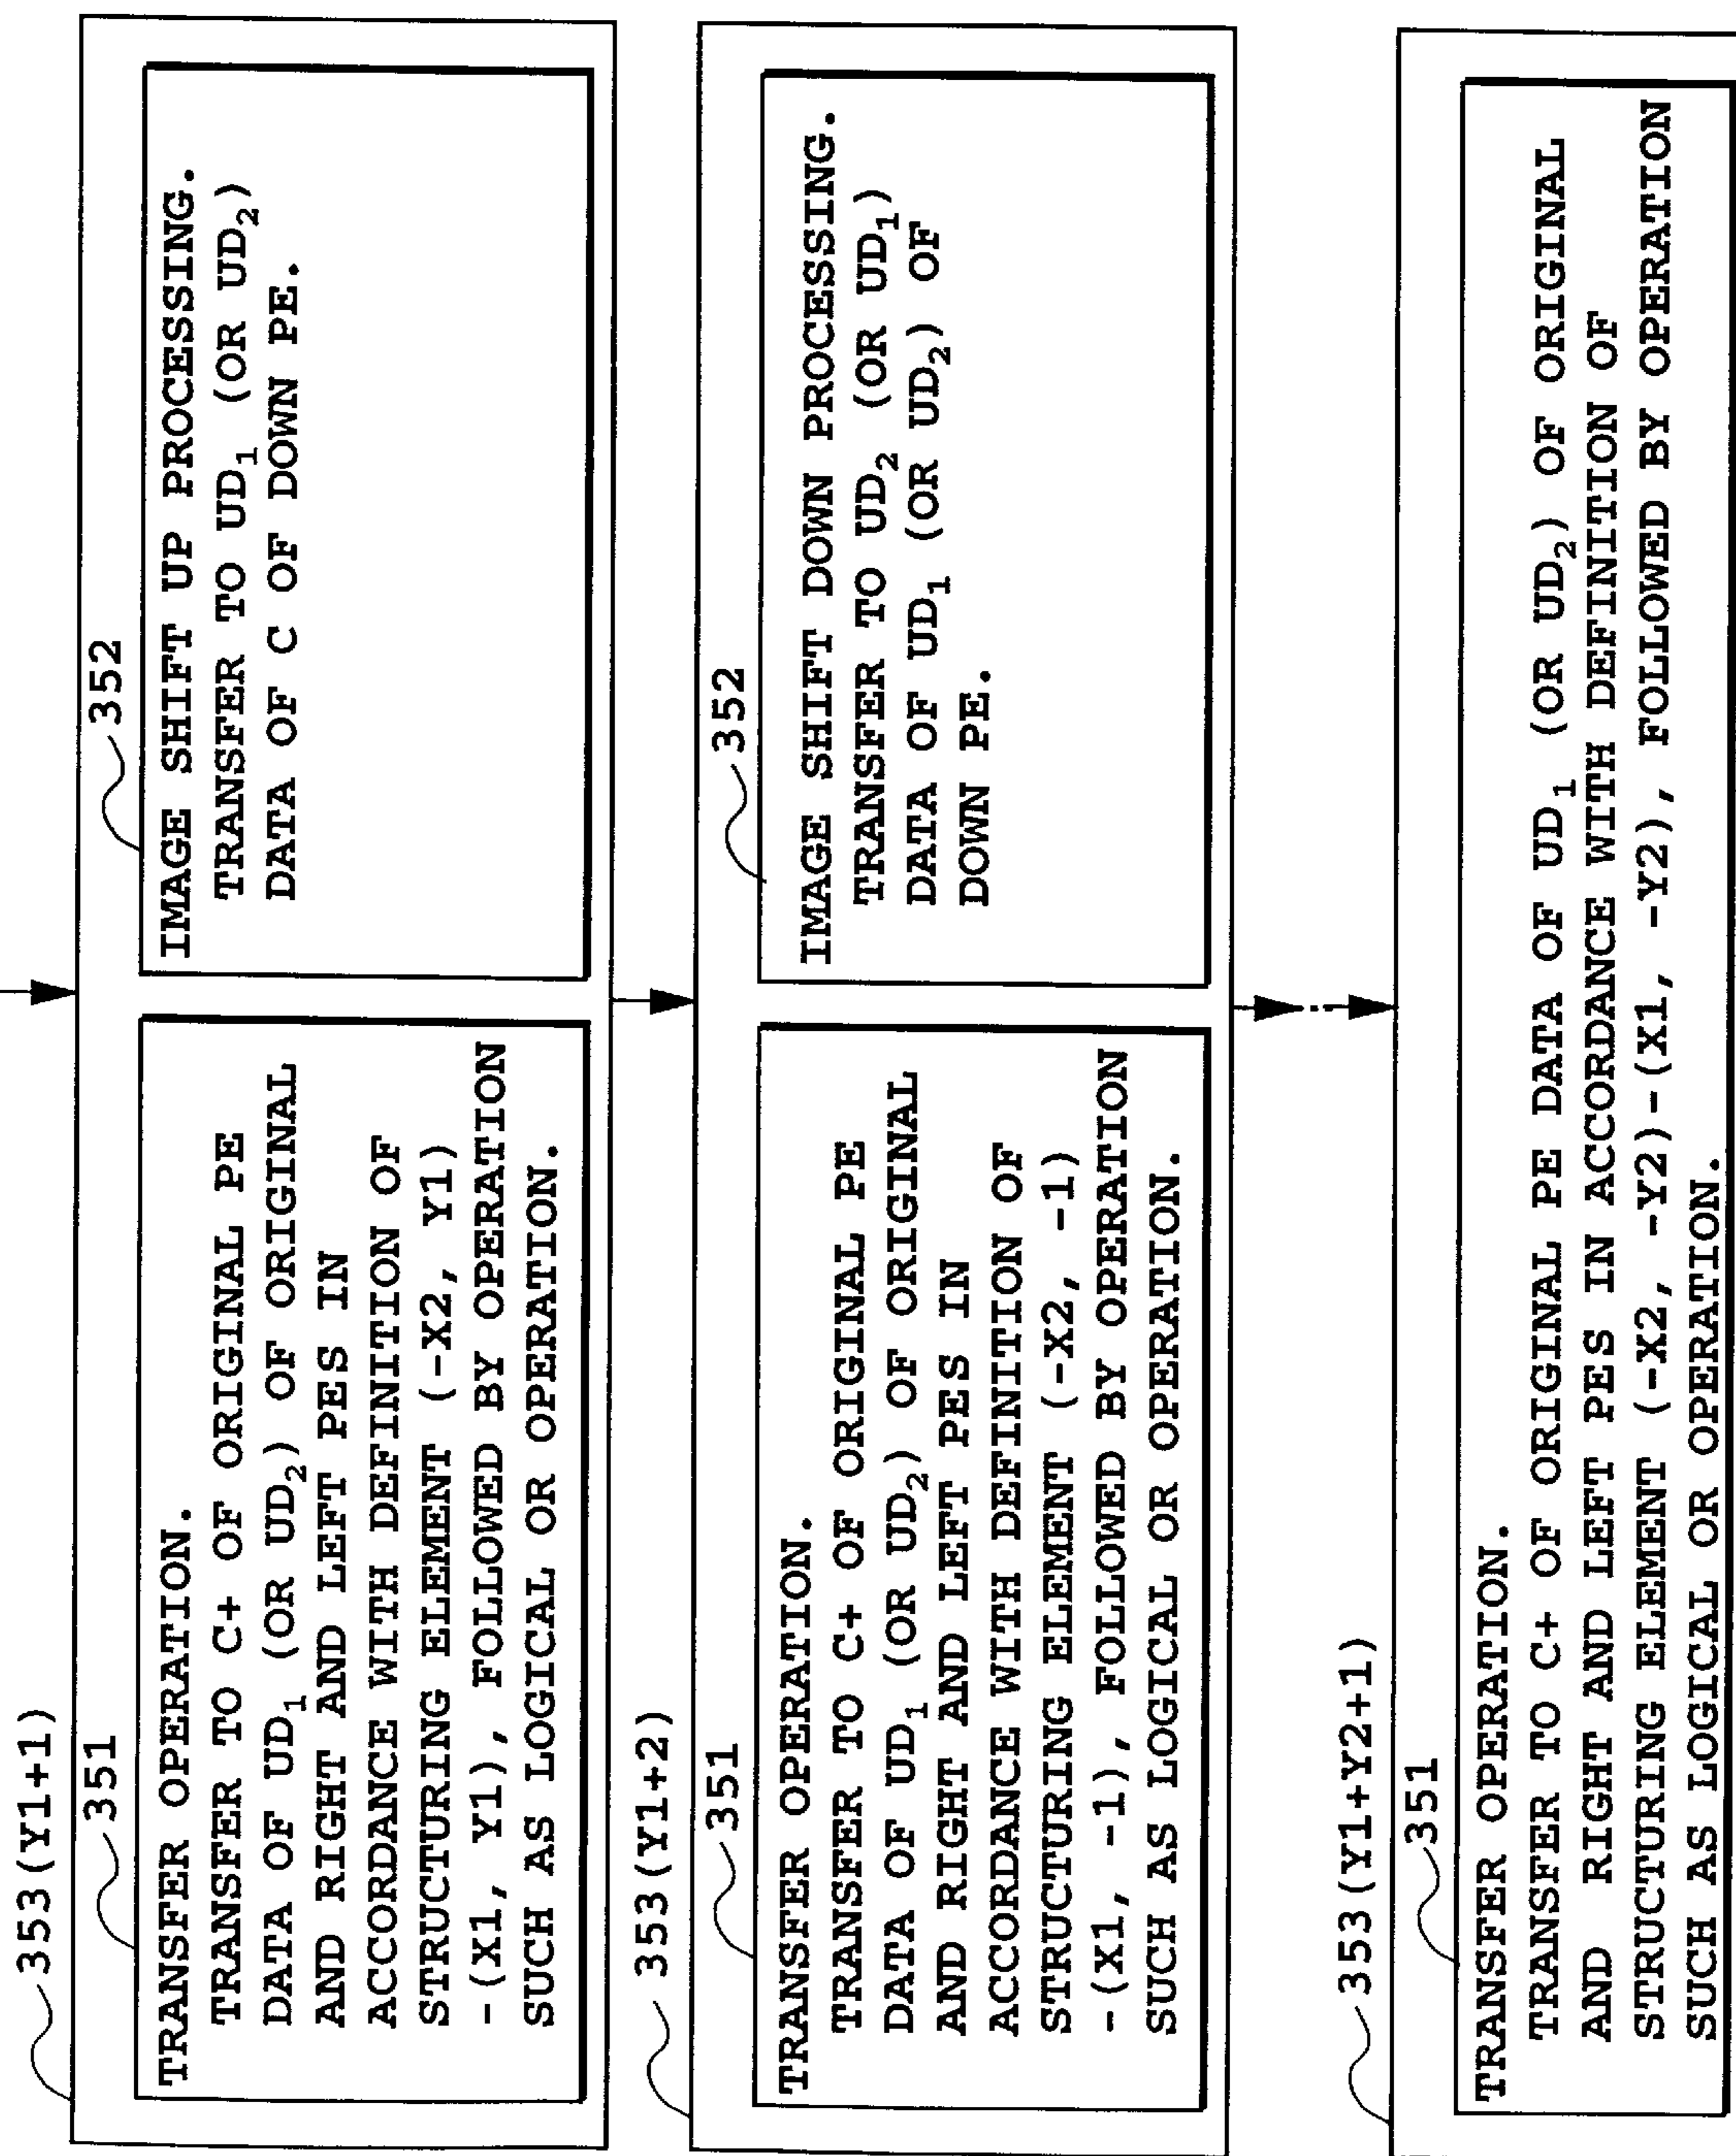 353(Y1+1)
351
TRANSFER OPERATION.
TRANSFER TO C+ OF ORIGINAL PE
DATA OF UD₁ (OR UD₂) OF ORIGINAL
AND RIGHT AND LEFT PES IN
ACCORDANCE WITH DEFINITION OF
STRUCTURING ELEMENT (-X2, Y1)
-(X1, Y1), FOLLOWED BY OPERATION
SUCH AS LOGICAL OR OPERATION.
352
IMAGE SHIFT UP PROCESSING.
TRANSFER TO UD₁ (OR UD₂)
DATA OF C OF DOWN PE.
353(Y1+2)
351
TRANSFER OPERATION.
TRANSFER TO C+ OF ORIGINAL PE
DATA OF UD₁ (OR UD₂) OF ORIGINAL
AND RIGHT AND LEFT PES IN
ACCORDANCE WITH DEFINITION OF
STRUCTURING ELEMENT (-X2, -1)
-(X1, -1), FOLLOWED BY OPERATION
SUCH AS LOGICAL OR OPERATION.
352
IMAGE SHIFT DOWN PROCESSING.
TRANSFER TO UD₂ (OR UD₁)
DATA OF UD₁ (OR UD₂) OF
DOWN PE.
353(Y1+Y2+1)
351
TRANSFER OPERATION.
TRANSFER TO C+ OF ORIGINAL PE DATA OF UD₁ (OR UD₂) OF ORIGINAL
AND RIGHT AND LEFT PES IN ACCORDANCE WITH DEFINITION OF
STRUCTURING ELEMENT (-X2, -Y2)-(X1, -Y2), FOLLOWED BY OPERATION
SUCH AS LOGICAL OR OPERATION.